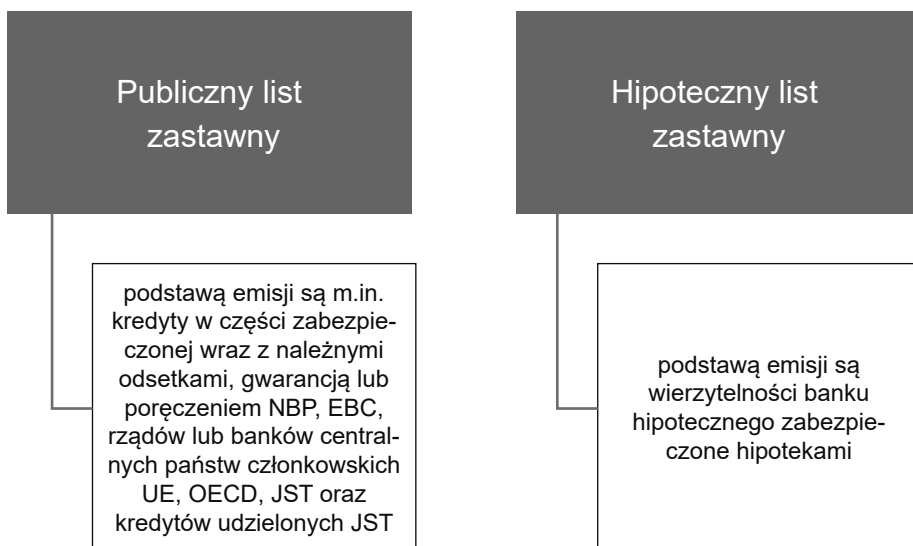 Publiczny list
zastawny
podstawą emisji są m.in.
kredyty w części zabezpie-
czonej wraz z należnymi
odsetkami, gwarancją lub
poręczeniem NBP, EBC,
rządów lub banków central-
nych państw członkowskich
UE, OECD, JST oraz
kredytów udzielonych JST
Hipoteczny list
zastawny
podstawą emisji są
wierzytelności banku
hipotecznego zabezpie-
czone hipotekami